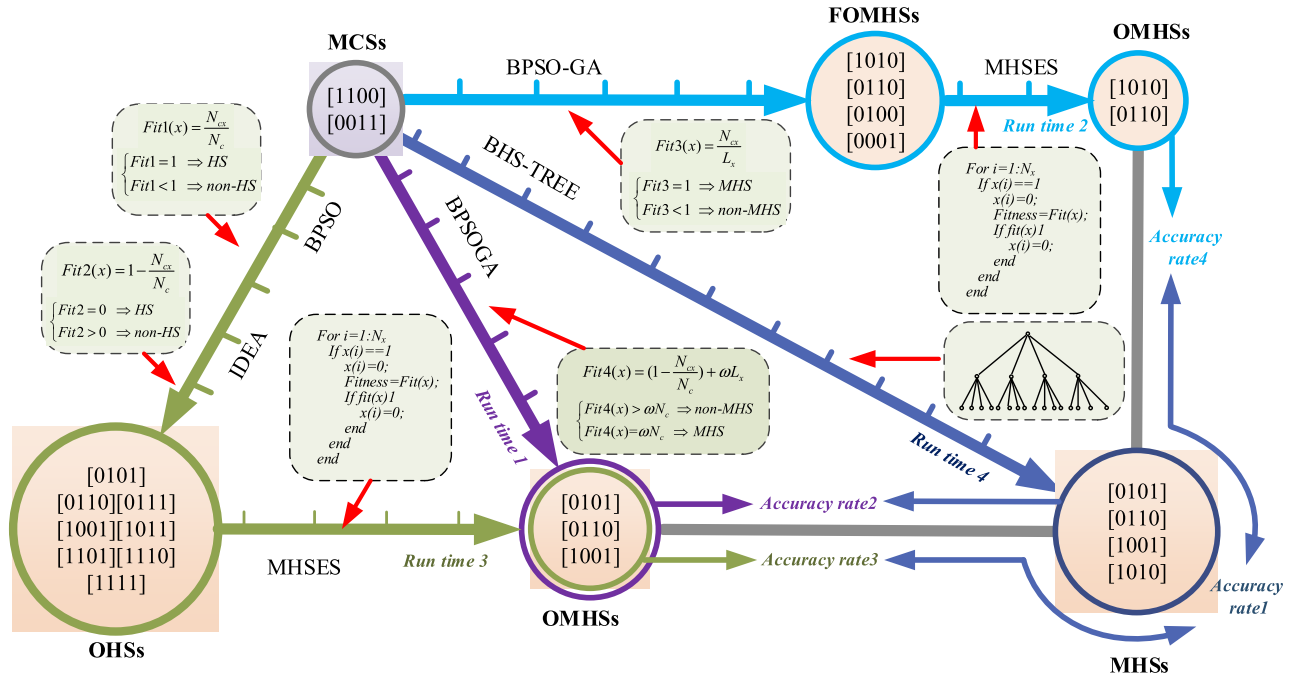 FOMHSs
OMHSs
MCSs
[1100]
[0011]
BPSO-GA
[1010]
[0110]
[0100]
[0001]
MHSES
Run time 2
[1010]
[0110]
Fit1(x) = N_cx / N_c
{Fit1 = 1 ⇒ HS
{Fit1 < 1 ⇒ non-HS
BPSO
Fit2(x) = 1 − N_cx / N_c
{Fit2 = 0 ⇒ HS
{Fit2 > 0 ⇒ non-HS
IDEA
BPSOGA
Run time 1
BHS-TREE
Run time 4
Fit3(x) = N_cx / L_x
{Fit3 = 1 ⇒ MHS
{Fit3 < 1 ⇒ non-MHS
For i=1:N_x
If x(i)==1
x(i)=0;
Fitness=Fit(x);
If fit(x)1
x(i)=0;
end
end
end
Accuracy
rate4
For i=1:N_x
If x(i)==1
x(i)=0;
Fitness=Fit(x);
If fit(x)1
x(i)=0;
end
end
end
Fit4(x) = (1 − N_cx / N_c) + ωL_x
{Fit4(x) > ωN_c ⇒ non-MHS
{Fit4(x) = ωN_c ⇒ MHS
[0101]
[0110][0111]
[1001][1011]
[1101][1110]
[1111]
OHSs
MHSES
Run time 3
[0101]
[0110]
[1001]
OMHSs
Accuracy rate2
Accuracy rate3
[0101]
[0110]
[1001]
[1010]
MHSs
Accuracy
rate1